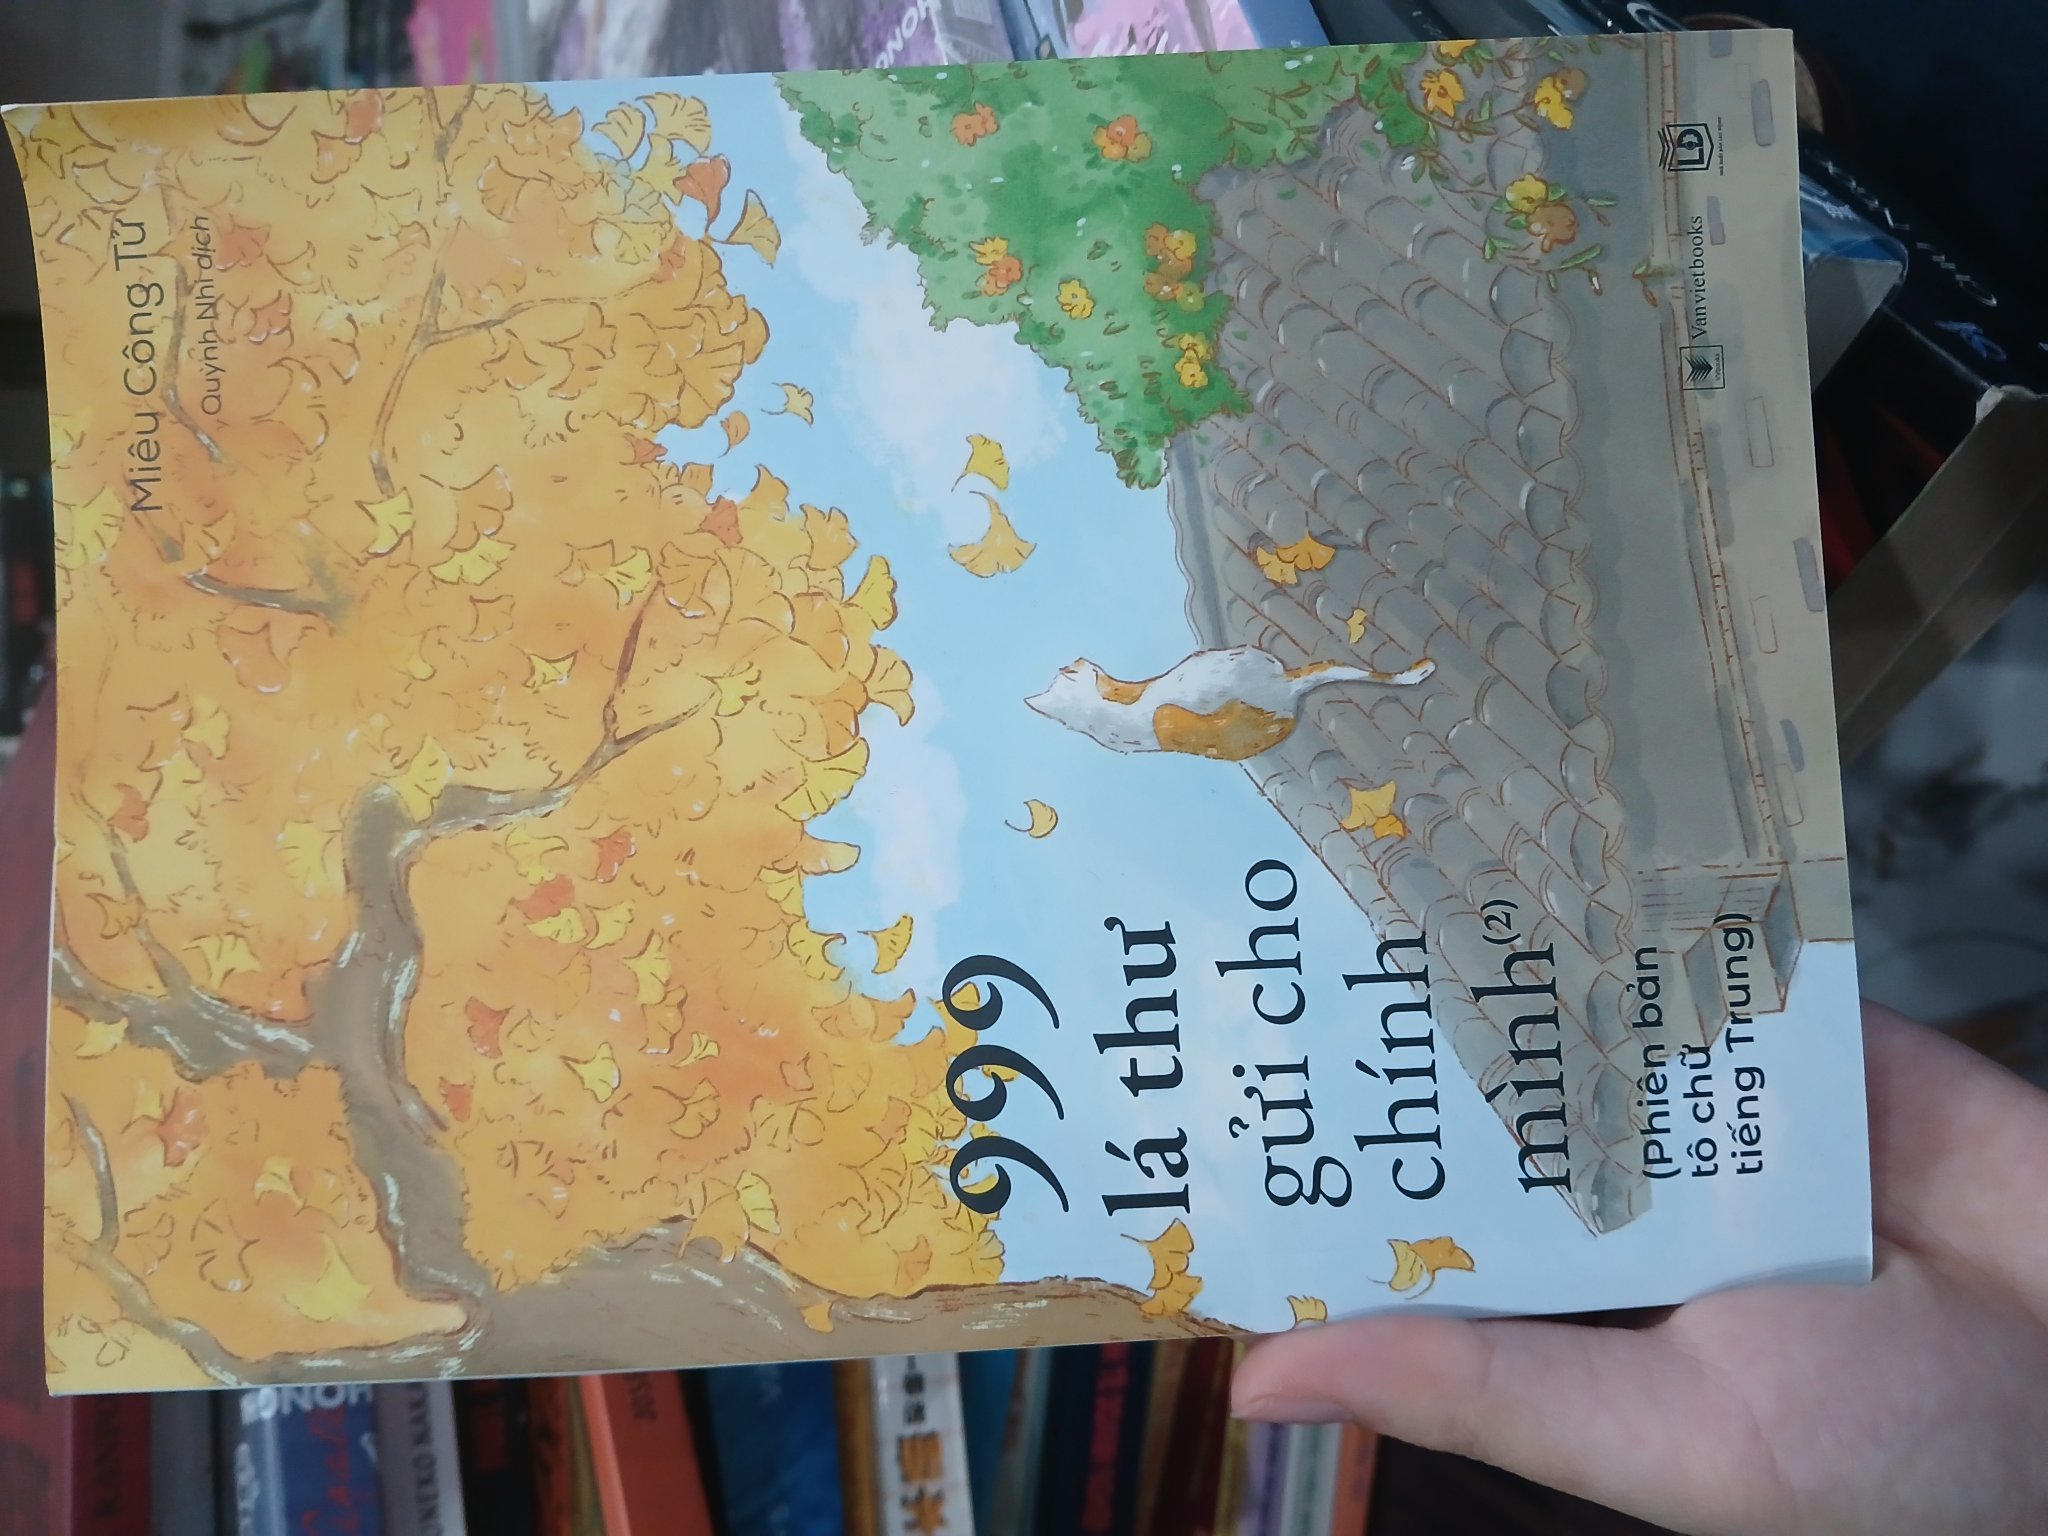 Miêu Công Tử
Quỳnh Nhi dịch
999
lá thư
gửi cho
chính
mình(2)
(Phiên bản
tô chữ
tiếng Trung)
Vanvietbooks